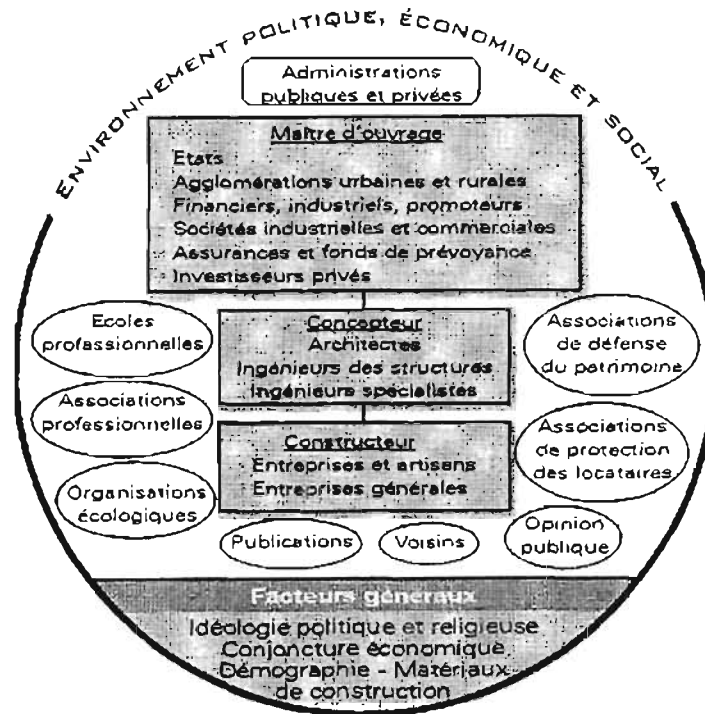 ENVIRONNEMENT POLITIQUE, ÉCONOMIQUE ET SOCIAL
Administrations
publiques et privées
Maître d'ouvrage
Etats
Agglomérations urbaines et rurales
Financiers, industriels, promoteurs
Sociétés industrielles et commerciales
Assurances et fonds de prévoyance
Investisseurs privés
Ecoles
professionnelles
Concepteur
Architectes
Ingénieurs des structures
Ingénieurs spécialistes
Associations
de défense
du patrimoine
Associations
professionnelles
Constructeur
Entreprises et artisans
Entreprises générales
Associations
de protection
des locataires
Organisations
écologiques
Publications
Voisins
Opinion
publique
Facteurs généraux
Idéologie politique et religieuse
Conjoncture économique
Démographie - Matérjaux
de construction